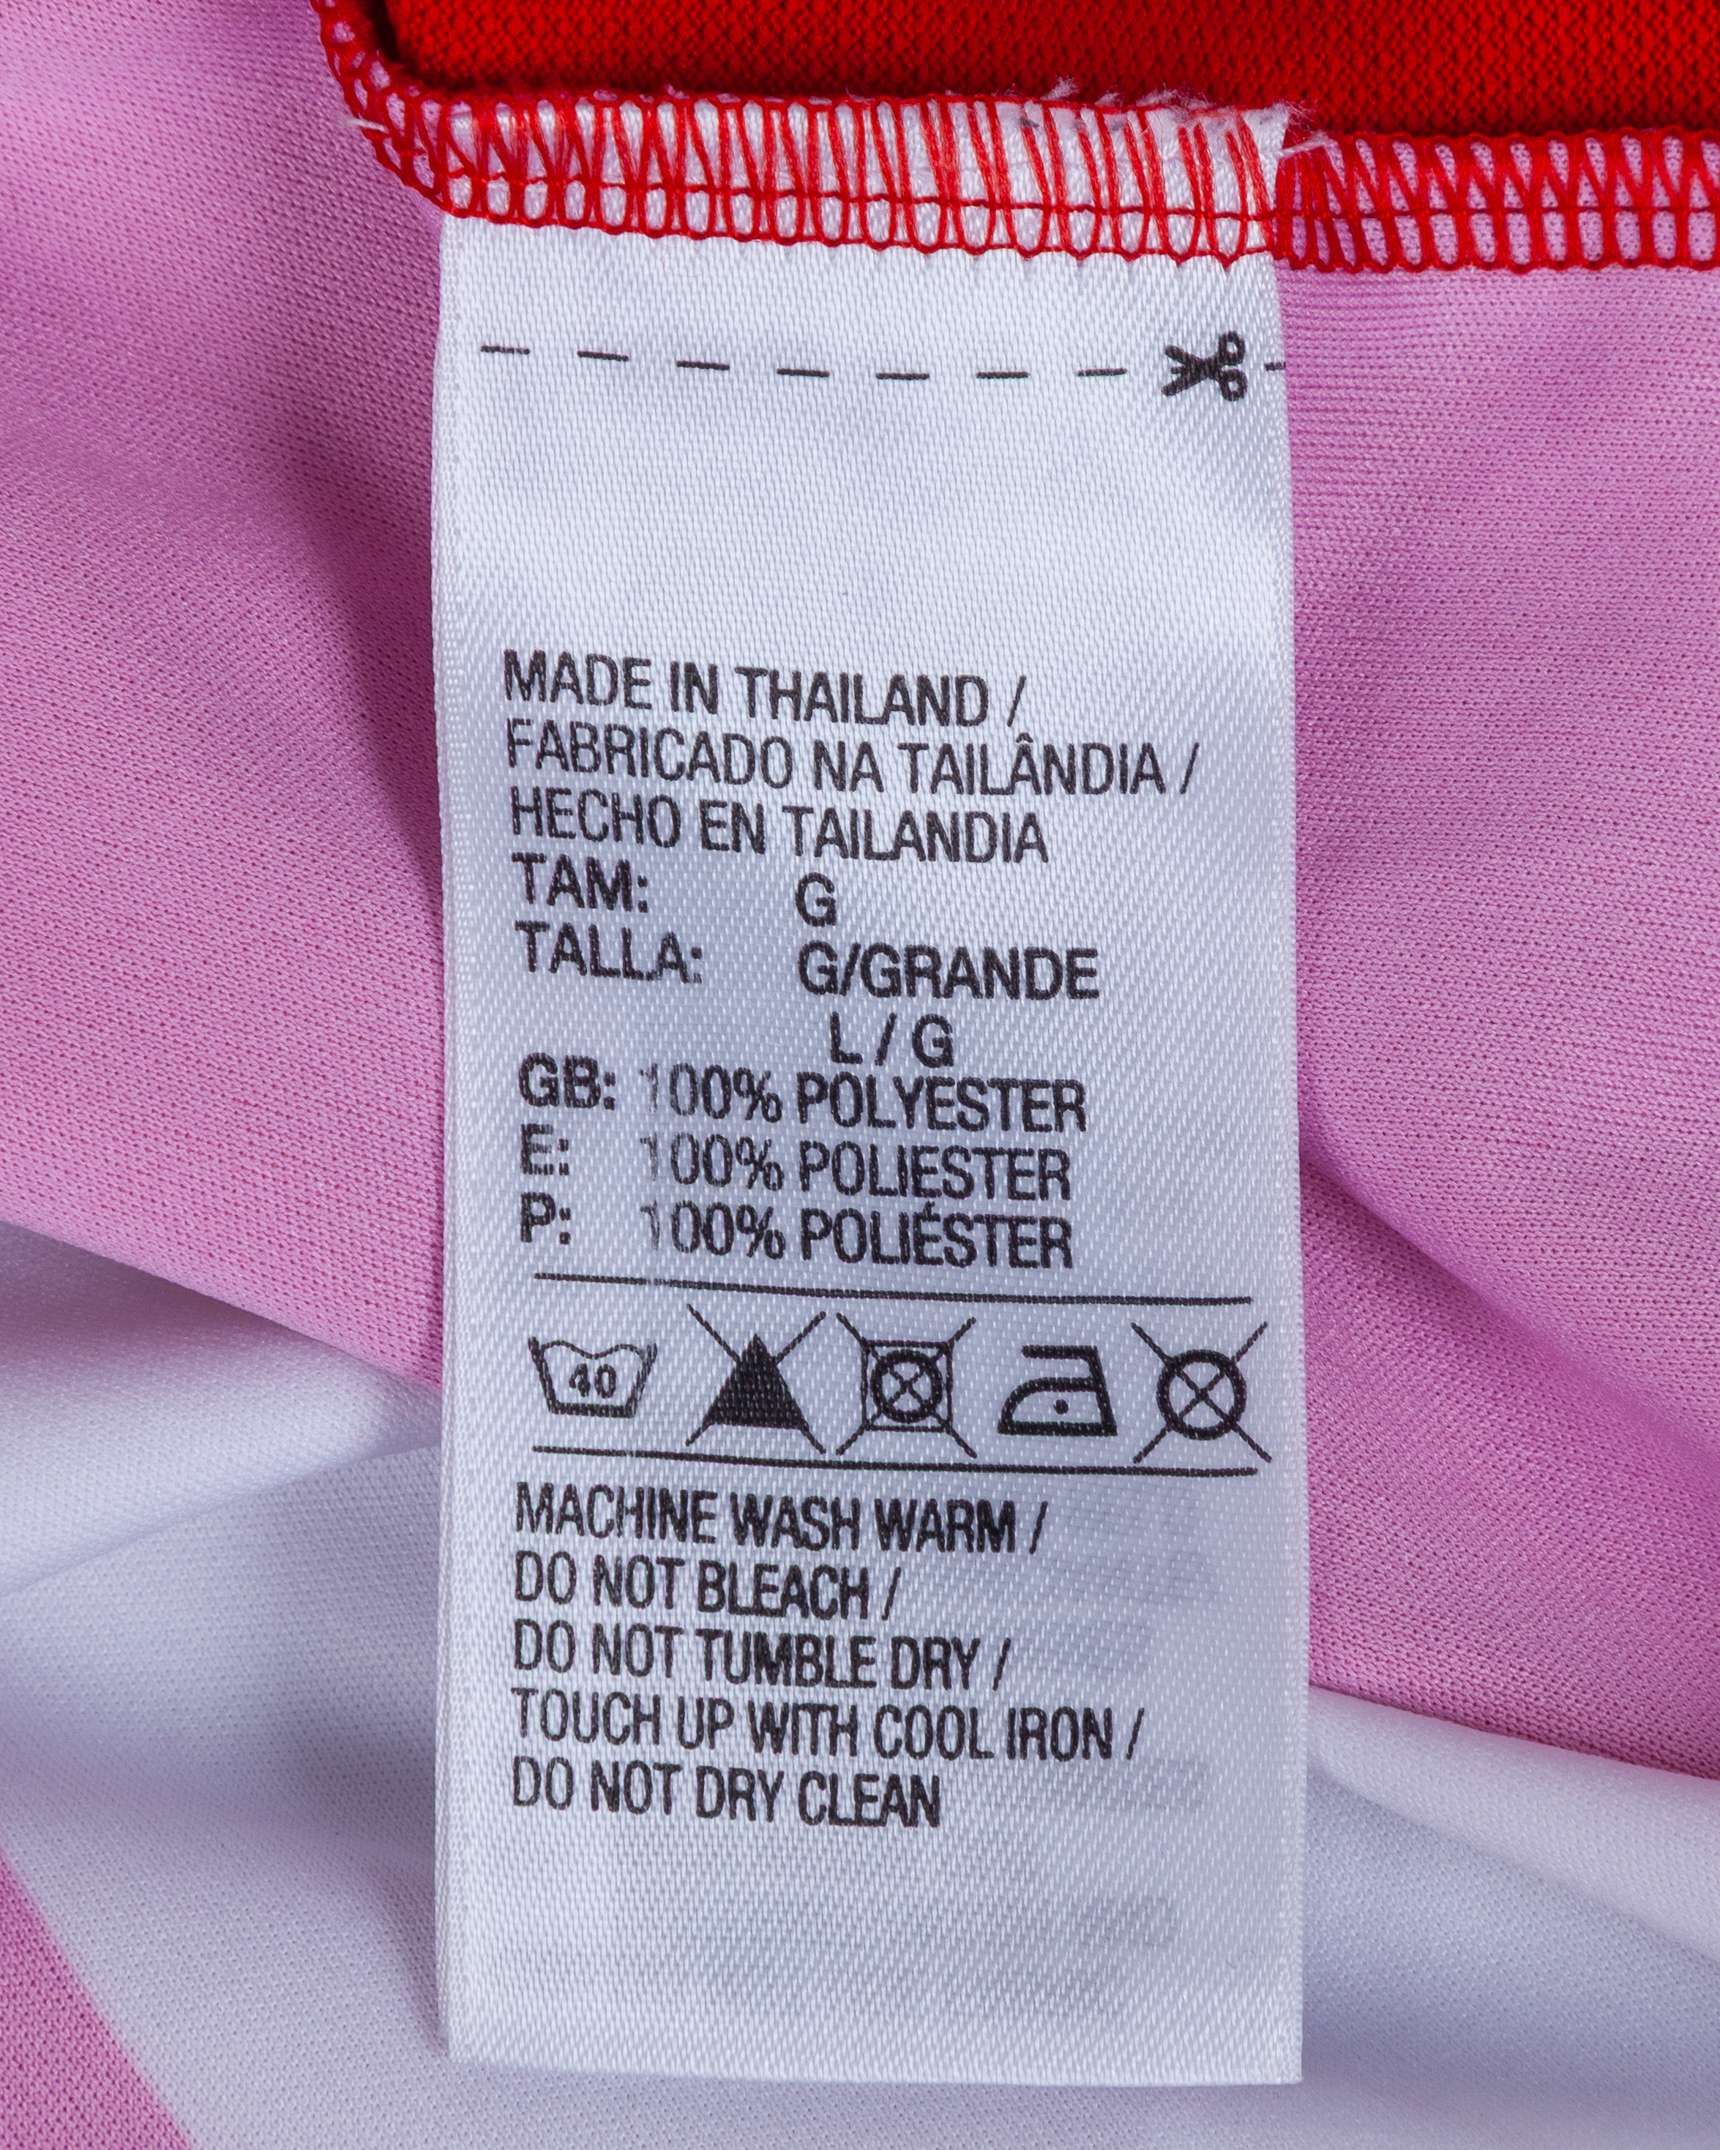 MADE IN THAILAND /
FABRICADO NA TAILÂNDIA /
HECHO EN TAILANDIA
TAM: G
TALLA: G/GRANDE
L / G
GB: 100% POLYESTER
E: 100% POLIESTER
P: 100% POLIÉSTER
40
MACHINE WASH WARM /
DO NOT BLEACH /
DO NOT TUMBLE DRY /
TOUCH UP WITH COOL IRON /
DO NOT DRY CLEAN